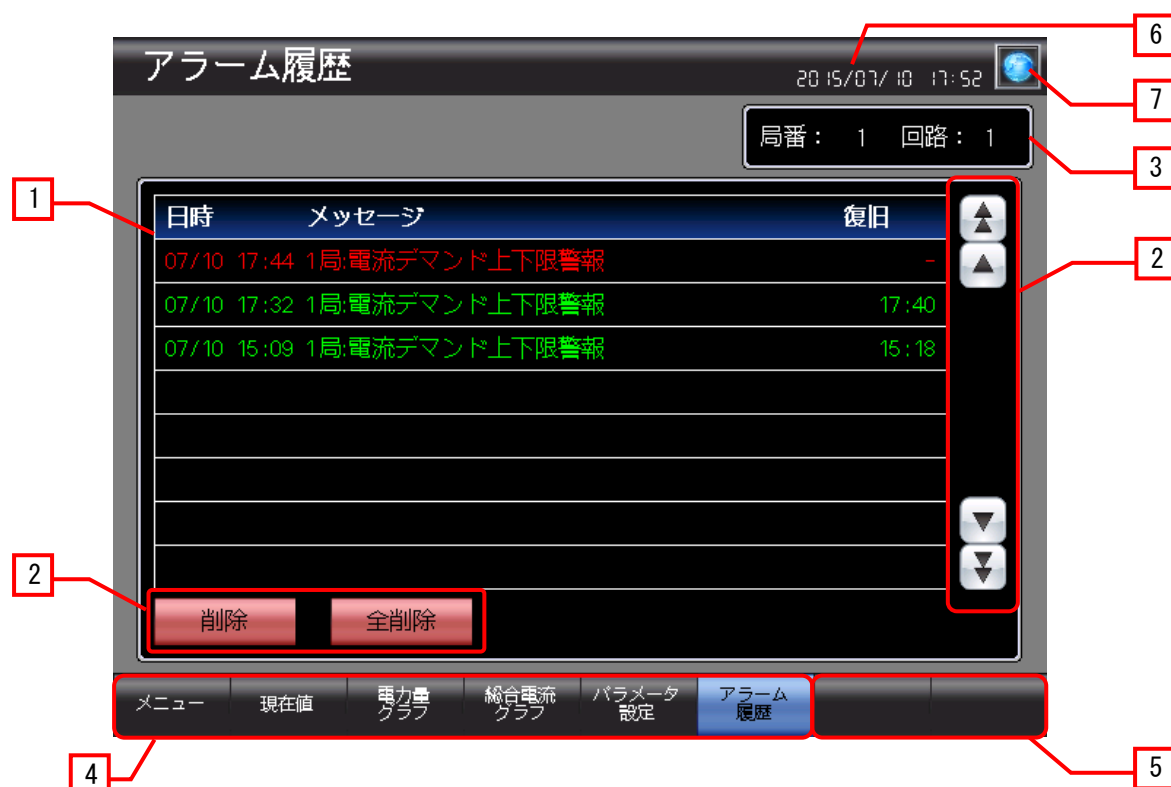 6
アラーム履歴
2015/07/10 17:52
7
局番： 1 回路： 1
3
1
日時 メッセージ 復旧
07/10 17:44 1局:電流デマンド上下限警報 -
2
07/10 17:32 1局:電流デマンド上下限警報 17:40
07/10 15:09 1局:電流デマンド上下限警報 15:18
2
削除 全削除
メニュー 現在値 電力量 総合電流 パラメータ アラーム
グラフ グラフ 設定 履歴
4 5